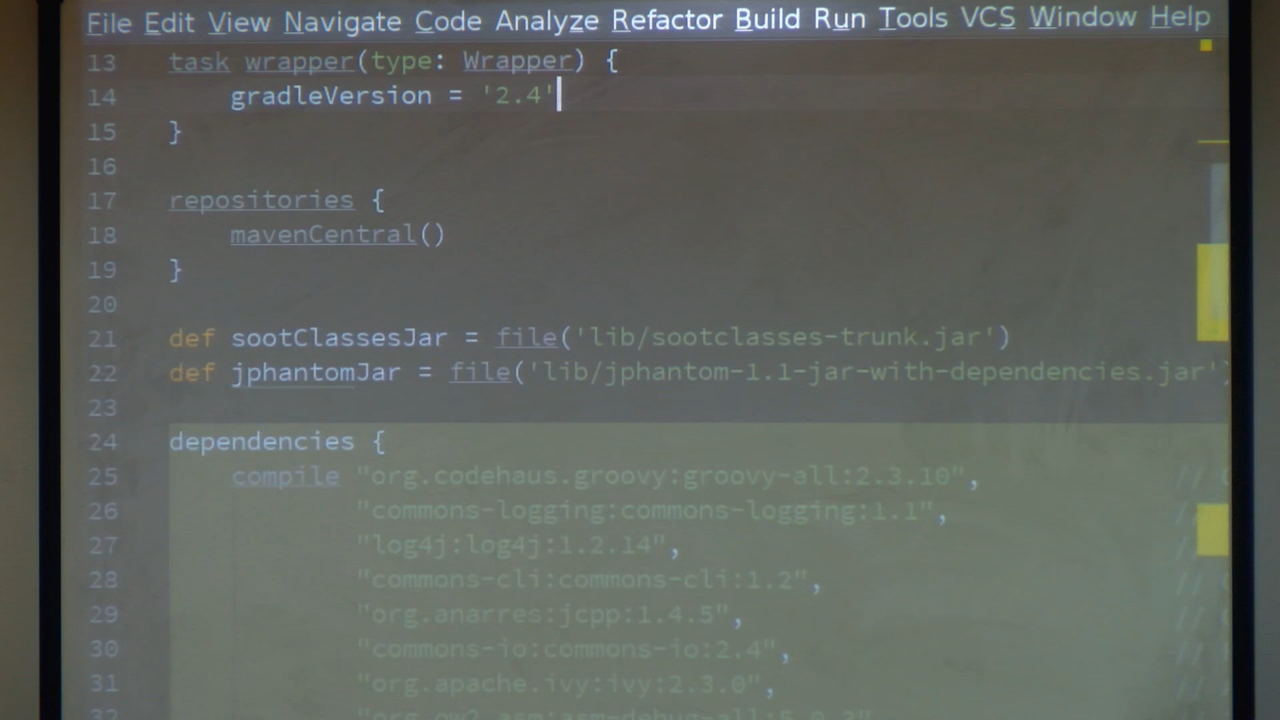 File Edit View Navigate Code Analyze Refactor Build Run Tools VCS Window Help
13 task wrapper(type: Wrapper) {
14 gradleVersion = '2.4'
15 }
16
17 repositories {
18 mavenCentral()
19 }
20
21 def sootClassesJar = file('lib/sootclasses-trunk.jar')
22 def jphantomJar = file('lib/jphantom-1.1-jar-with-dependencies.jar')
23
24 dependencies {
25 compile "org.codehaus.groovy:groovy-all:2.3.10", //
26 "commons-logging:commons-logging:1.1", //
27 "log4j:log4j:1.2.14",
28 "commons-cli:commons-cli:1.2", //
29 "org.anarres:jcpp:1.4.5", //
30 "commons-io:commons-io:2.4", //
31 "org.apache.ivy:ivy:2.3.0", //
32